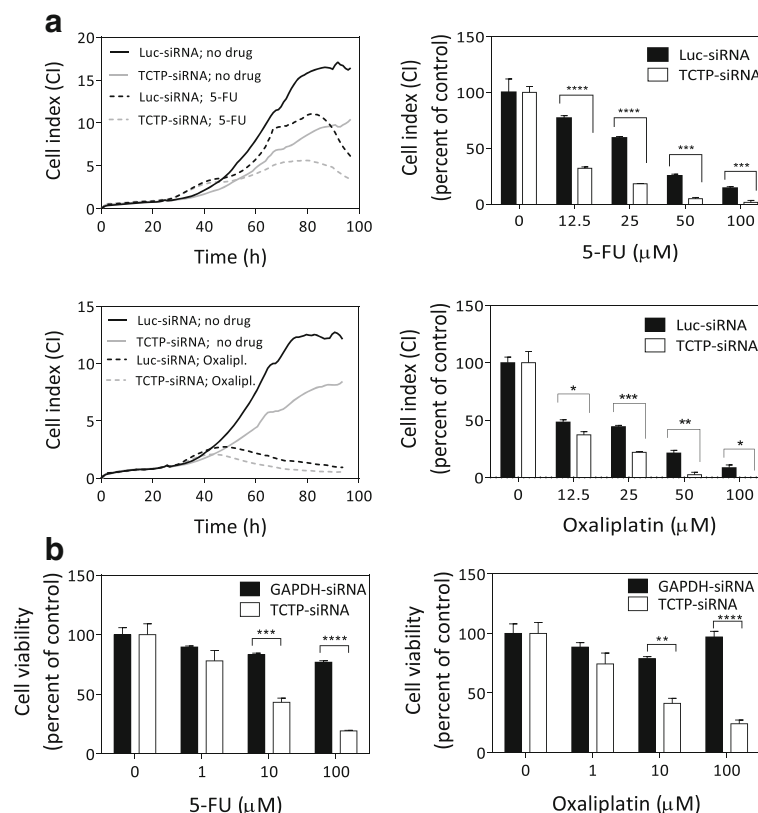 a
Luc-siRNA; no drug
TCTP-siRNA; no drug
Luc-siRNA; 5-FU
TCTP-siRNA; 5-FU
Cell index (CI)
20
15
10
5
0
0 20 40 60 80 100
Time (h)
Cell index (CI)
(percent of control)
150
100
50
0
Luc-siRNA
TCTP-siRNA
****
****
***
***
0 12.5 25 50 100
5-FU (µM)
Luc-siRNA; no drug
TCTP-siRNA; no drug
Luc-siRNA; Oxalipl.
TCTP-siRNA; Oxalipl.
Cell index (CI)
15
10
5
0
0 20 40 60 80 100
Time (h)
Cell index (CI)
(percent of control)
150
100
50
0
Luc-siRNA
TCTP-siRNA
*
***
**
*
0 12.5 25 50 100
Oxaliplatin (µM)
b
Cell viability
(percent of control)
150
100
50
0
GAPDH-siRNA
TCTP-siRNA
***
****
0 1 10 100
5-FU (µM)
Cell viability
(percent of control)
150
100
50
0
GAPDH-siRNA
TCTP-siRNA
**
****
0 1 10 100
Oxaliplatin (µM)